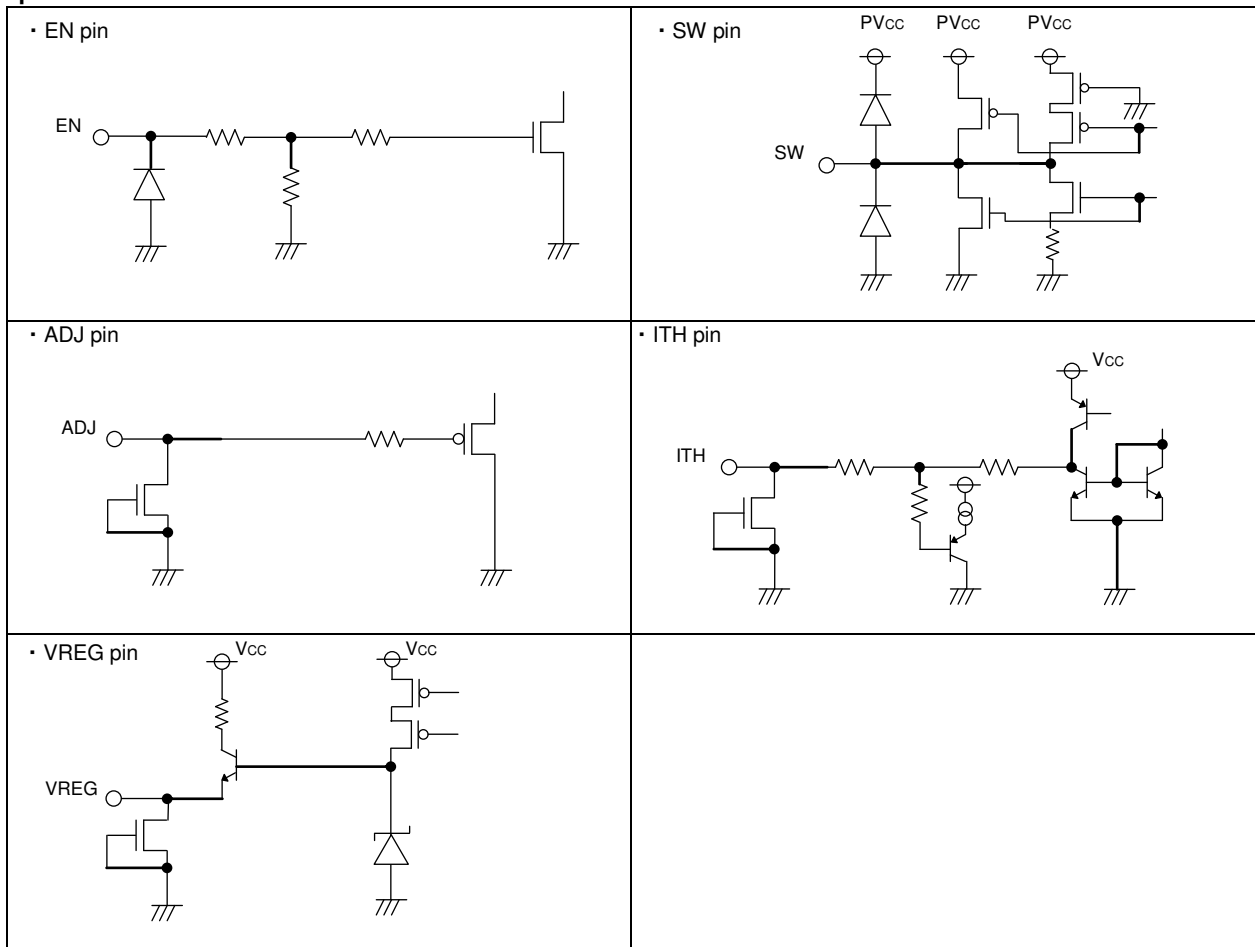 · EN pin
EN
· SW pin
PVCC PVCC PVCC
SW
· ADJ pin
ADJ
· ITH pin
VCC
ITH
· VREG pin
VCC VCC
VREG